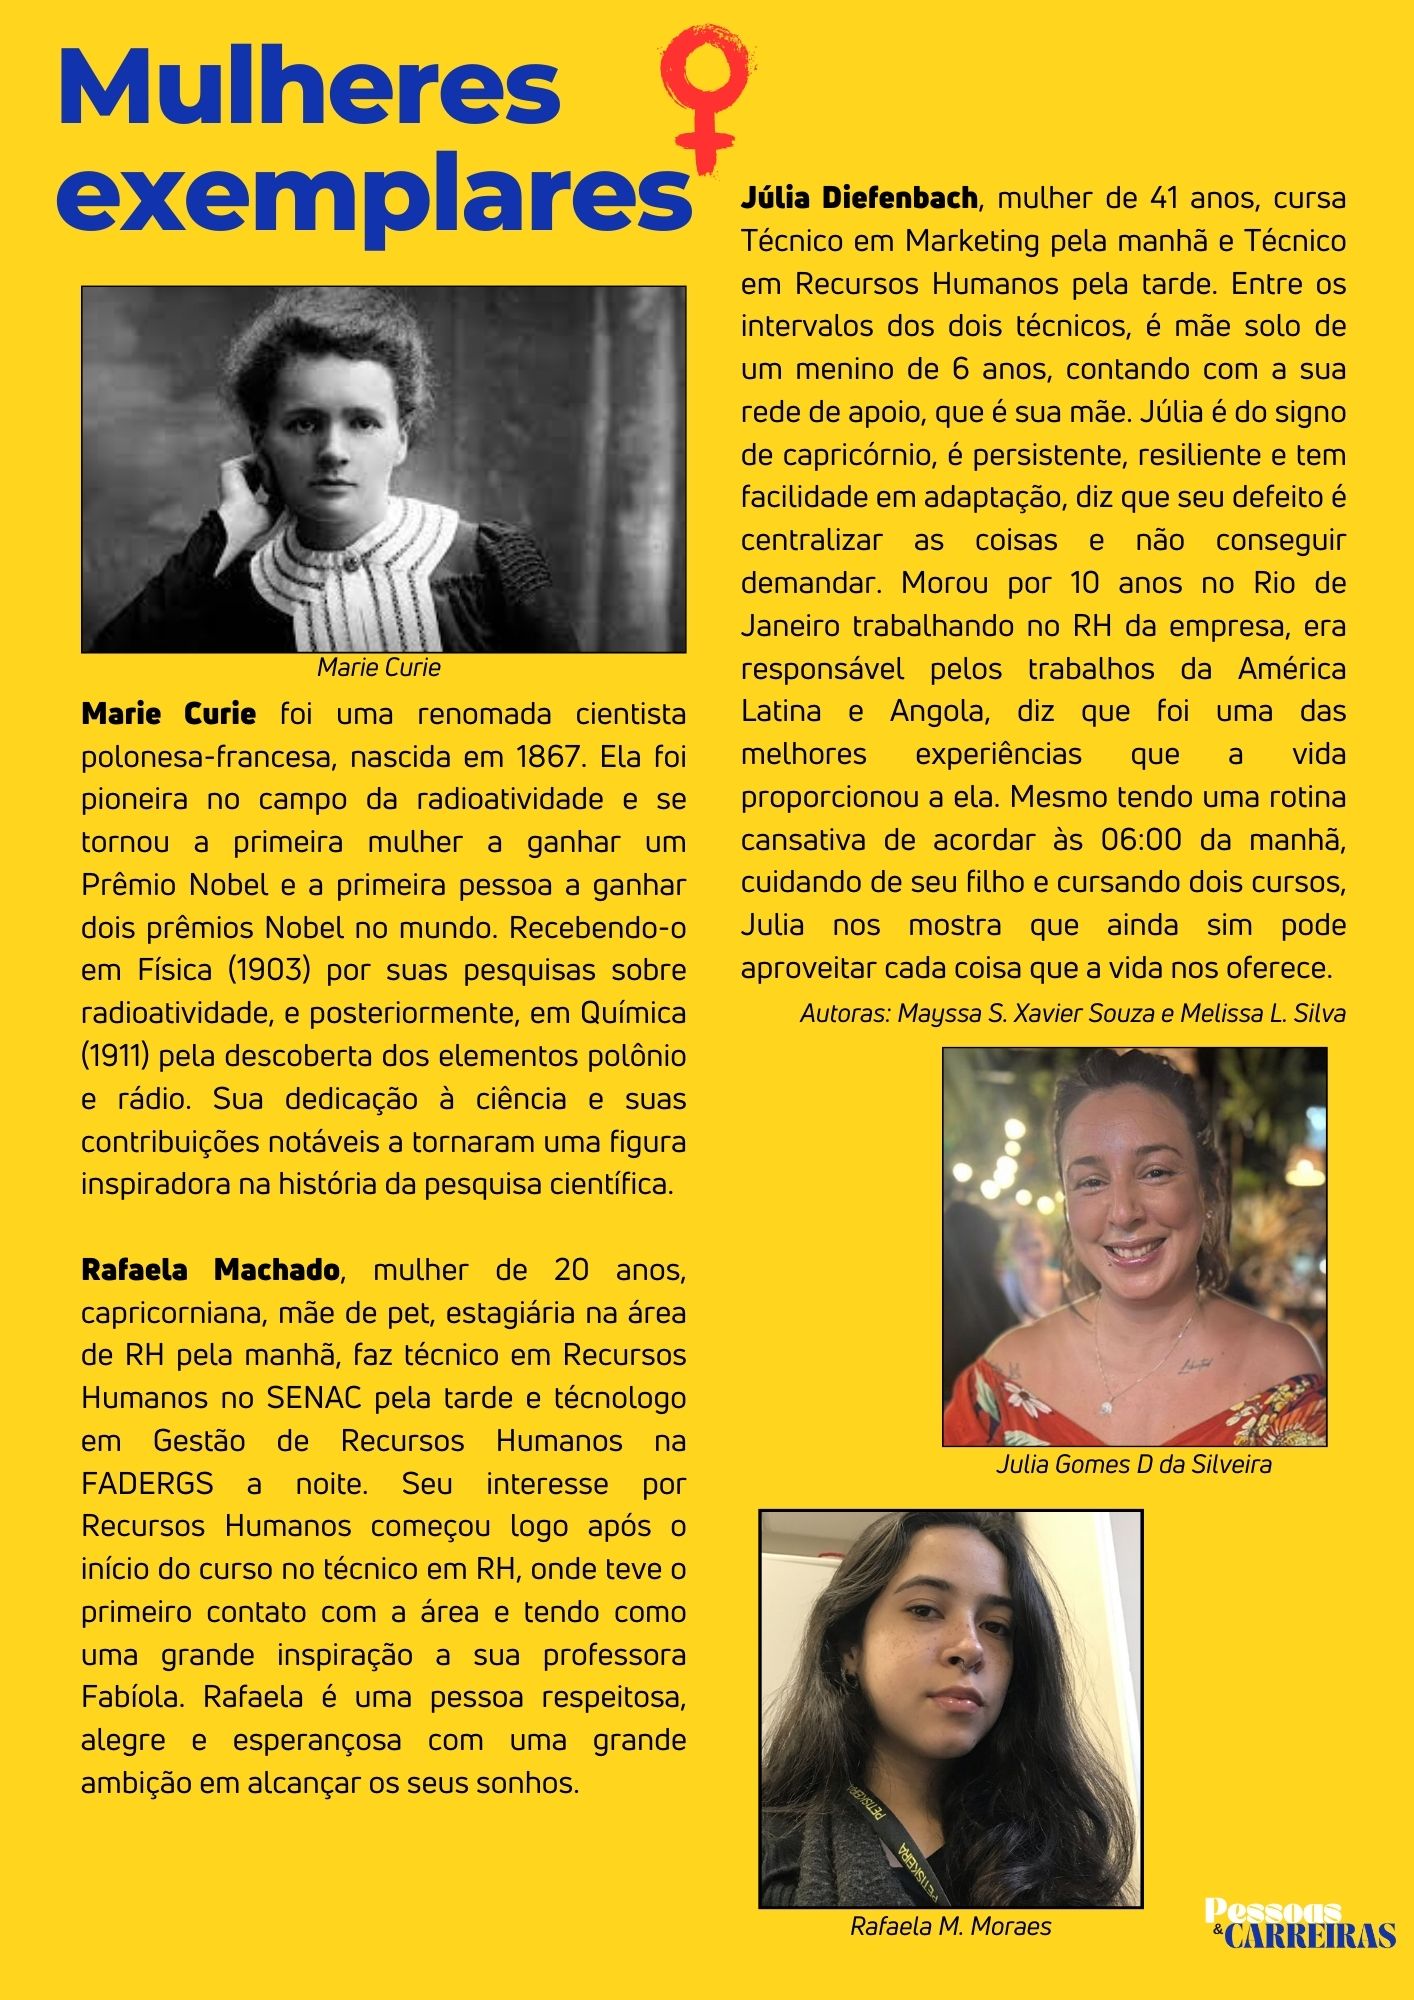 Mulheres
exemplares
Marie Curie
Marie Curie foi uma renomada cientista
polonesa-francesa, nascida em 1867. Ela foi
pioneira no campo da radioatividade e se
tornou a primeira mulher a ganhar um
Prêmio Nobel e a primeira pessoa a ganhar
dois prêmios Nobel no mundo. Recebendo-o
em Física (1903) por suas pesquisas sobre
radioatividade, e posteriormente, em Química
(1911) pela descoberta dos elementos polônio
e rádio. Sua dedicação à ciência e suas
contribuições notáveis a tornaram uma figura
inspiradora na história da pesquisa científica.
Rafaela Machado, mulher de 20 anos,
capricorniana, mãe de pet, estagiária na área
de RH pela manhã, faz técnico em Recursos
Humanos no SENAC pela tarde e técnologo
em Gestão de Recursos Humanos na
FADERGS a noite. Seu interesse por
Recursos Humanos começou logo após o
início do curso no técnico em RH, onde teve o
primeiro contato com a área e tendo como
uma grande inspiração a sua professora
Fabíola. Rafaela é uma pessoa respeitosa,
alegre e esperançosa com uma grande
ambição em alcançar os seus sonhos.
Júlia Diefenbach, mulher de 41 anos, cursa
Técnico em Marketing pela manhã e Técnico
em Recursos Humanos pela tarde. Entre os
intervalos dos dois técnicos, é mãe solo de
um menino de 6 anos, contando com a sua
rede de apoio, que é sua mãe. Júlia é do signo
de capricórnio, é persistente, resiliente e tem
facilidade em adaptação, diz que seu defeito é
centralizar as coisas e não conseguir
demandar. Morou por 10 anos no Rio de
Janeiro trabalhando no RH da empresa, era
responsável pelos trabalhos da América
Latina e Angola, diz que foi uma das
melhores experiências que a vida
proporcionou a ela. Mesmo tendo uma rotina
cansativa de acordar às 06:00 da manhã,
cuidando de seu filho e cursando dois cursos,
Julia nos mostra que ainda sim pode
aproveitar cada coisa que a vida nos oferece.
Autoras: Mayssa S. Xavier Souza e Melissa L. Silva
Julia Gomes D da Silveira
PETISKEIRA
PETISKEIRA
Rafaela M. Moraes
Pessoas
&CARREIRAS